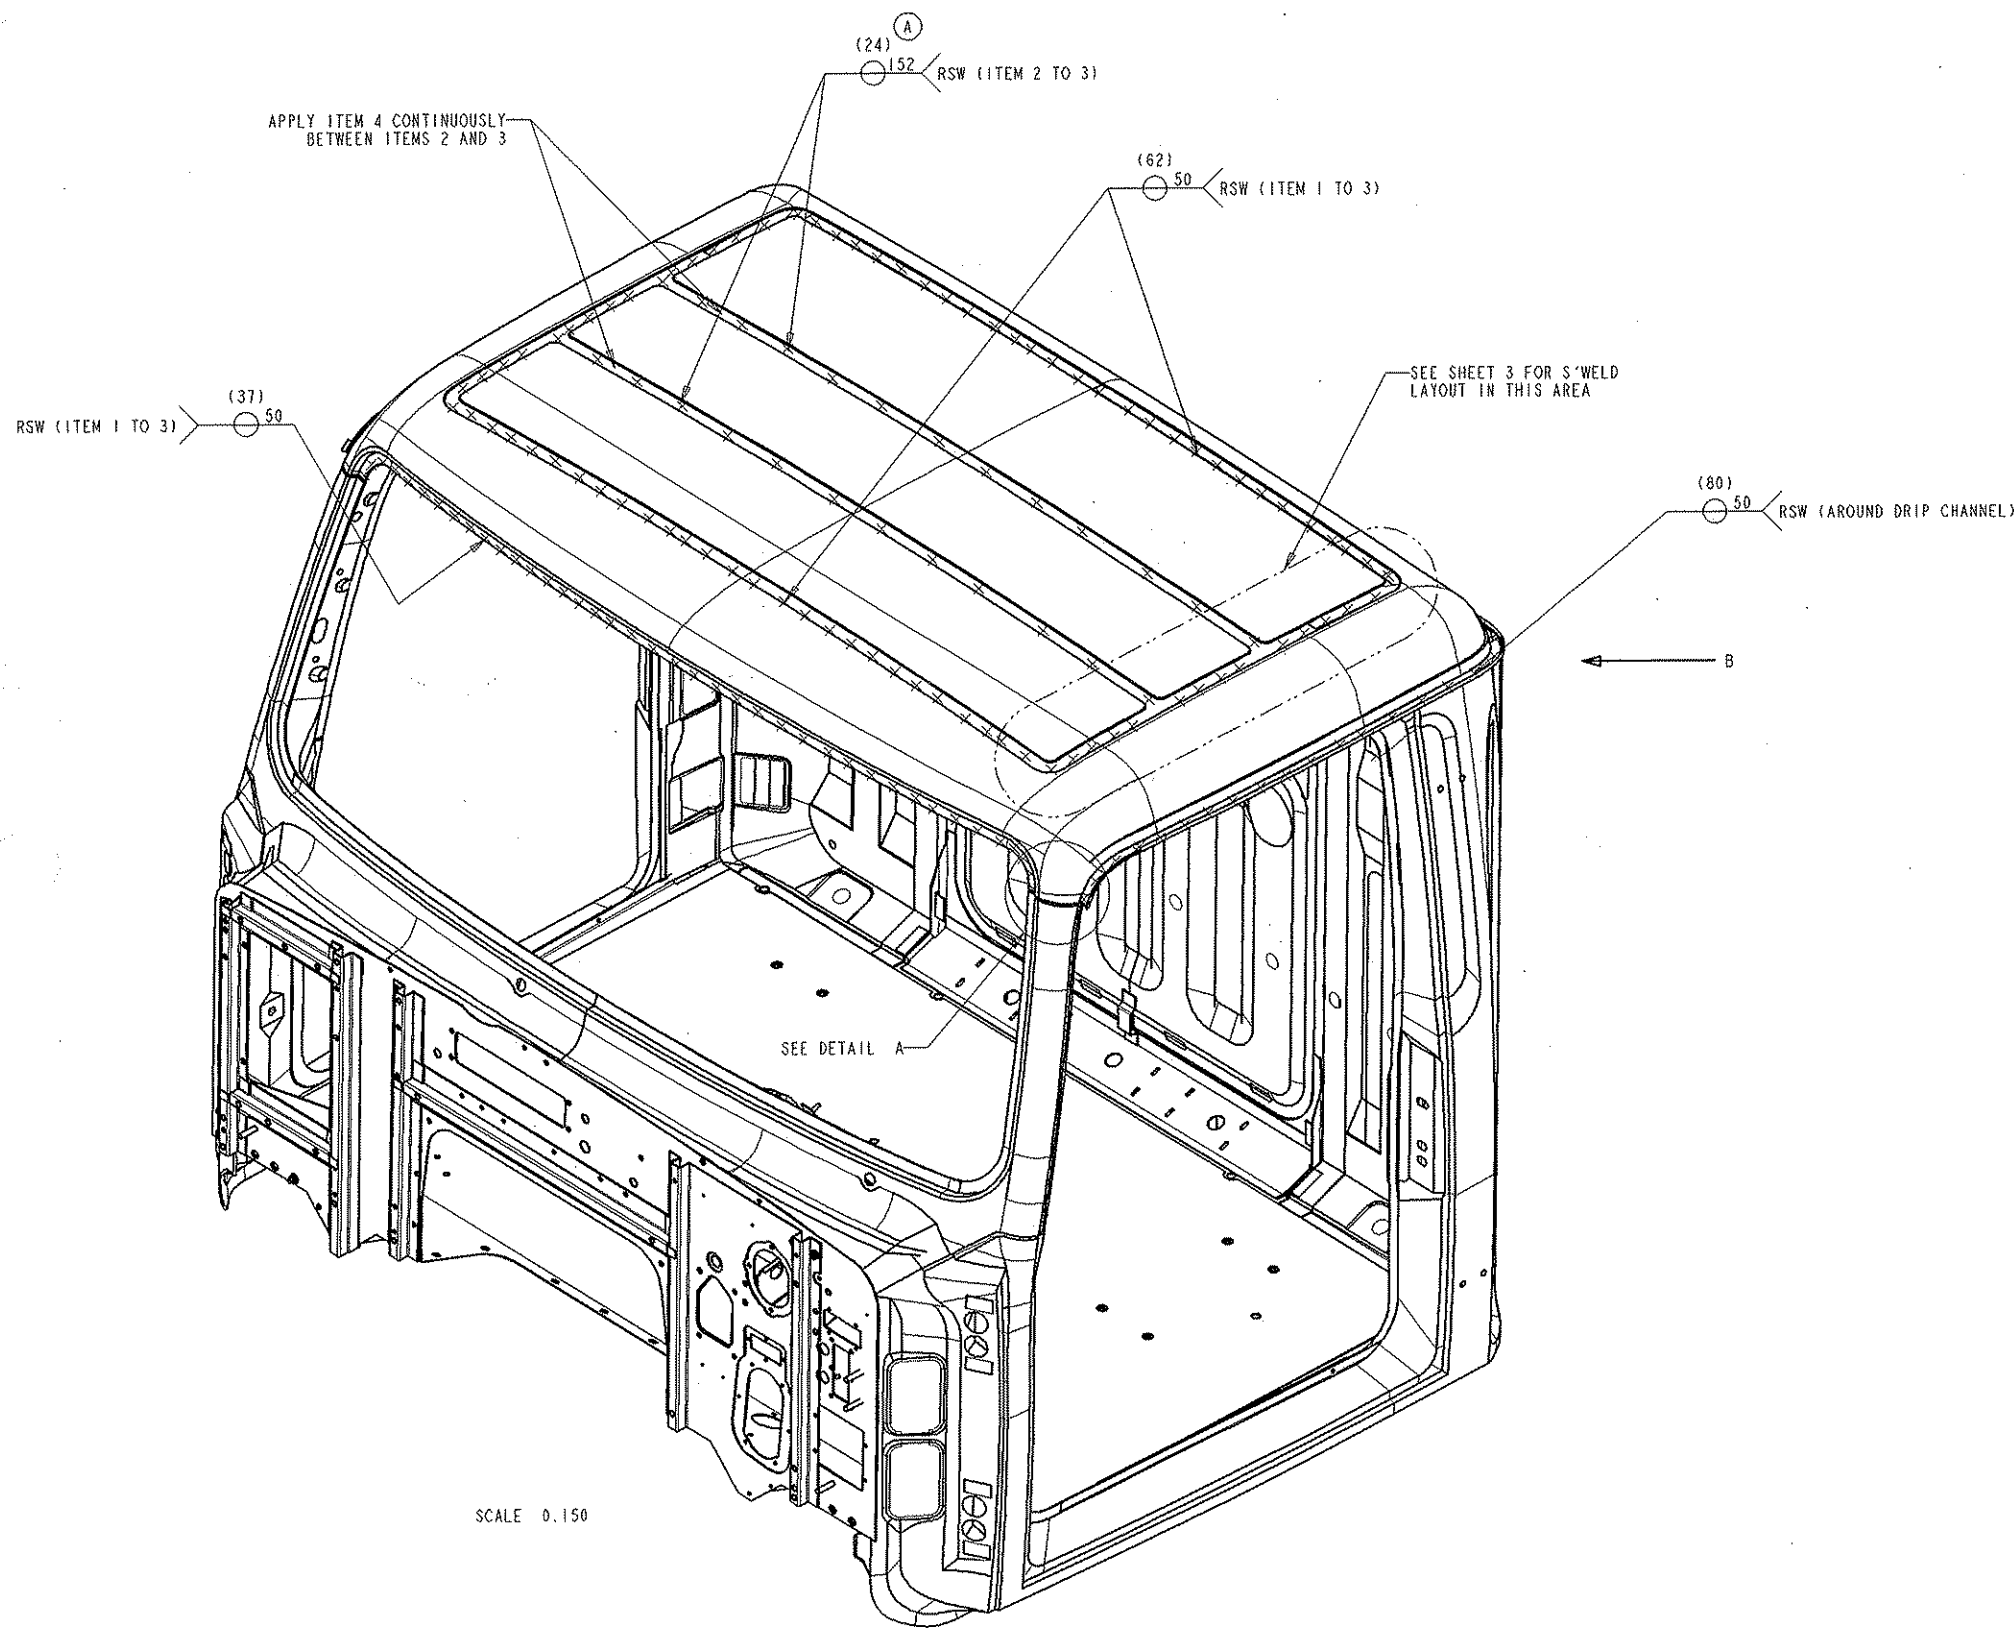 A
(24)
152 RSW (ITEM 2 TO 3)
APPLY ITEM 4 CONTINUOUSLY
BETWEEN ITEMS 2 AND 3
(62)
50 RSW (ITEM 1 TO 3)
SEE SHEET 3 FOR S'WELD
LAYOUT IN THIS AREA
(37)
RSW (ITEM 1 TO 3) 50
(80)
50 RSW (AROUND DRIP CHANNEL)
B
SEE DETAIL A
SCALE 0.150